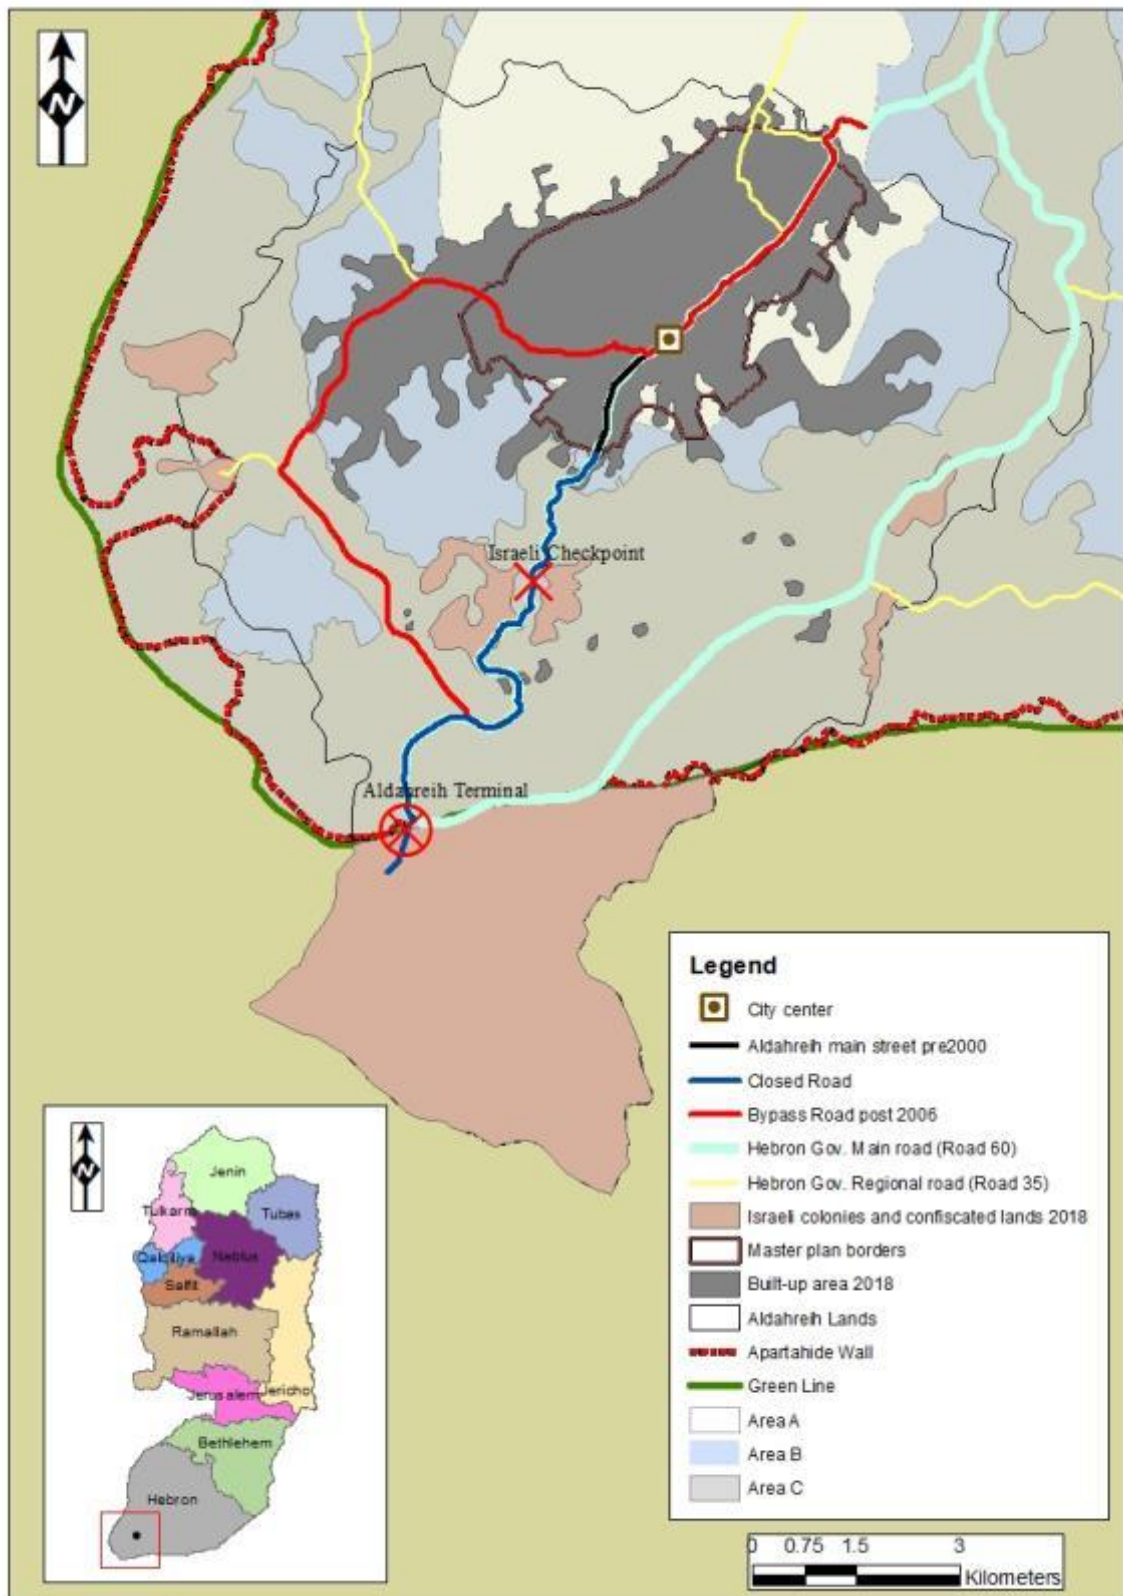 N
Israeli Checkpoint
Aldahreih Terminal
Legend
City center
Aldahreih main street pre2000
Closed Road
Bypass Road post 2006
Hebron Gov. Main road (Road 60)
Hebron Gov. Regional road (Road 35)
Israeli colonies and confiscated lands 2018
Master plan borders
Built-up area 2018
Aldahreih Lands
Apartahide Wall
Green Line
Area A
Area B
Area C
N
Jenin
Tulkarm
Tubas
Qalqiliya
Nablus
Salfit
Ramallah
Jerusalem
Jericho
Bethlehem
Hebron
0 0.75 1.5 3
Kilometers